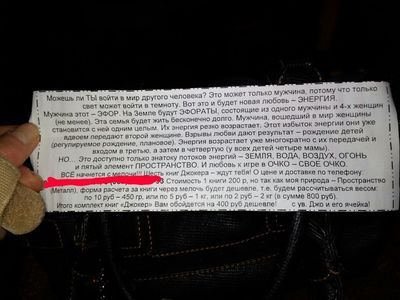 Можешь ли ТЫ войти в мир другого человека? Это может только мужчина, потому что только
свет может войти в темноту. Вот это и будет новая любовь – ЭНЕРГИЯ.
Мужчина этот – ЭФОР. На Земле будут ЭФОРАТЫ, состоящие из одного мужчины и 4-х женщин
(не менее). Эта семья будет жить бесконечно долго. Мужчина, вошедший в мир женщины
становится с ней одним целым. Их энергия резко возрастает. Этот избыток энергии они уже
вдвоем передают второй женщине. Взрывы любви дают результат – рождение детей
(регулируемое рождение, плановое). Энергия возрастает уже многократно с их передачей и
входом в третью, а затем в четвертую (у всех детей четыре мамы).
НО... Это доступно только знатоку потоков энергий – ЗЕМЛЯ, ВОДА, ВОЗДУХ, ОГОНЬ
и пятый элемент ПРОСТРАНСТВО. И любовь к игре в ОЧКО – СВОЕ ОЧКО.
ВСЁ начнется с мелочи!!! Шесть книг Джокера – ждут тебя! О цене и доставке по телефону
Стоимость 1 книги 200 р, но так как моя природа – Пространство
(Металл), форма расчета за книги через мелочь будет дешевле. т.е. будем рассчитываться весом:
по 10 руб – 450 гр, или по 5 руб – 1 кг, или по 2 руб – 2 кг (в сумме 800 руб).
Итого комплект книг «Джокер» Вам обойдется на 400 руб дешевле! с ув. Джо и его ячейка!